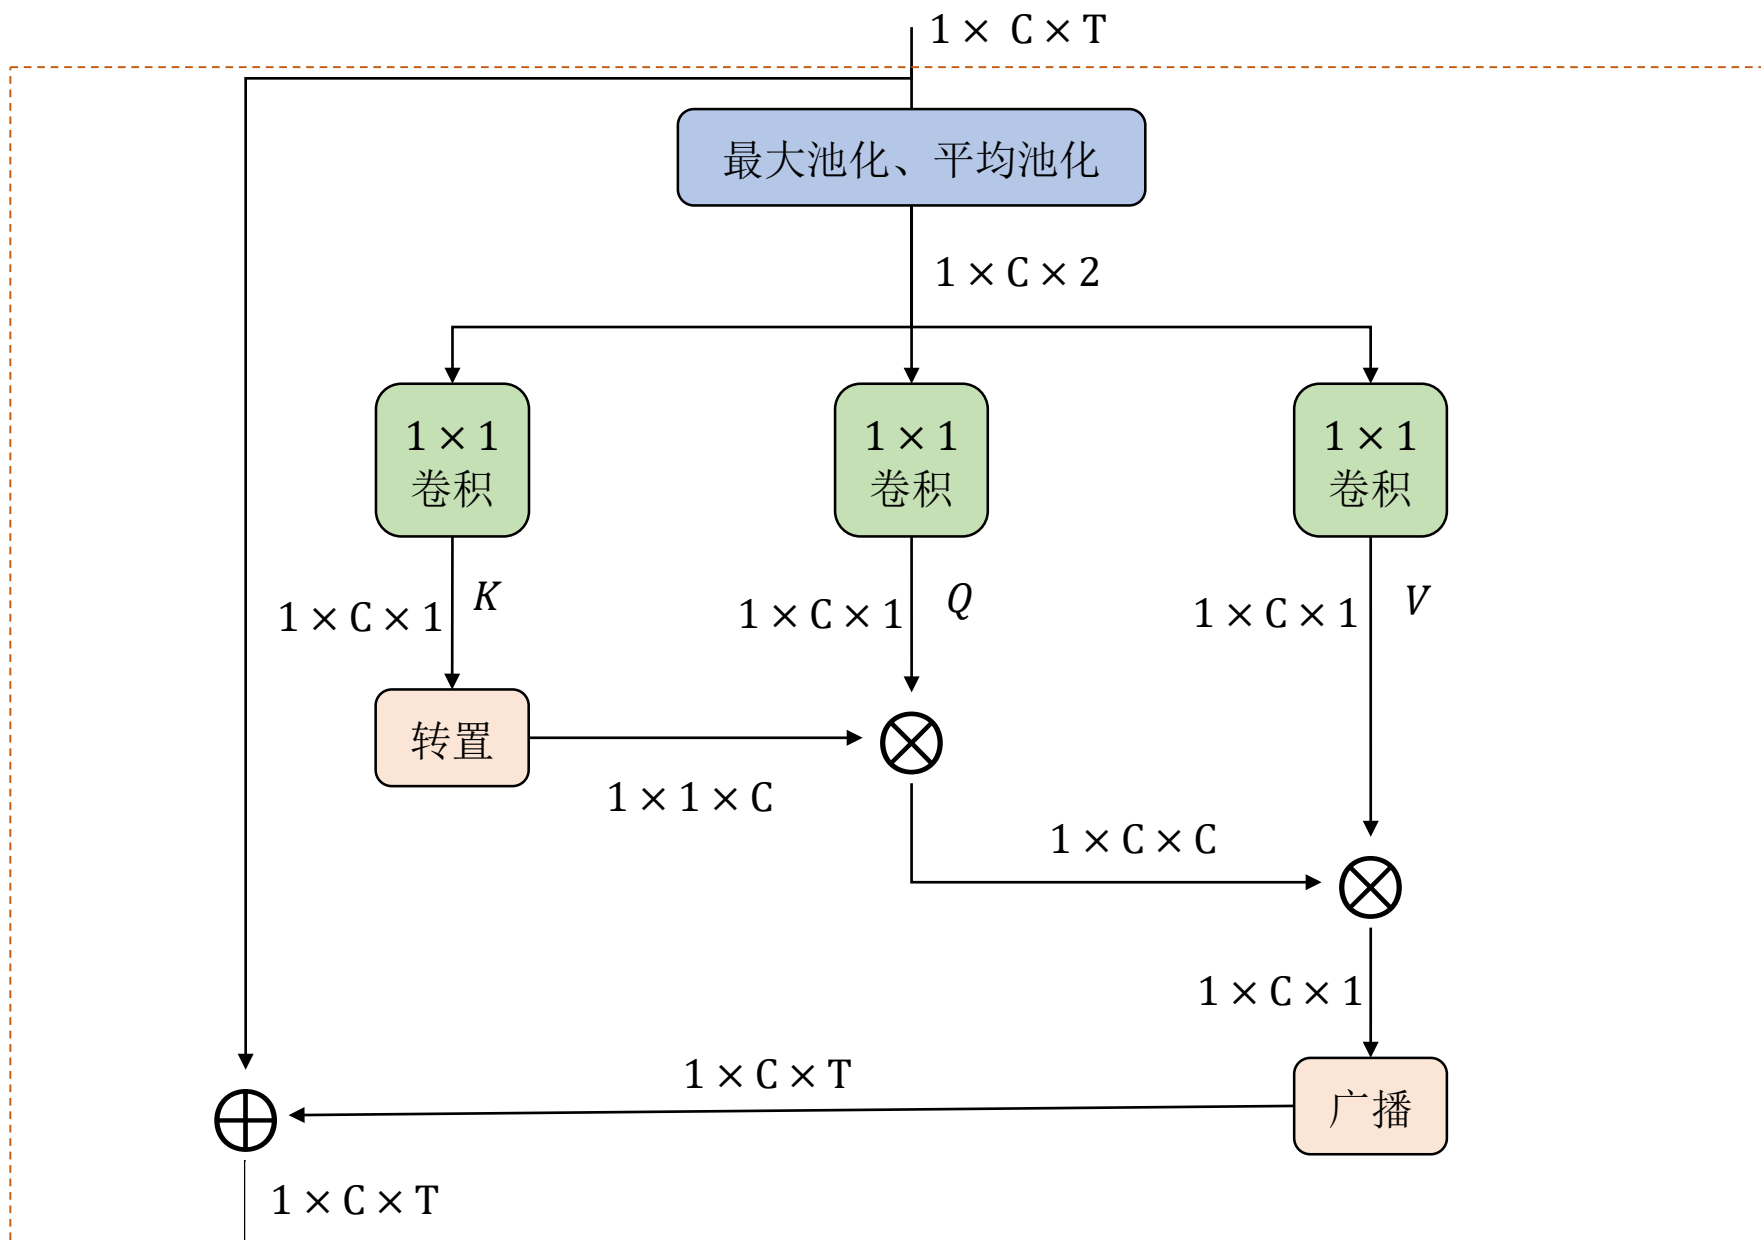 1 × C × T
最大池化、平均池化
1 × C × 2
1 × 1
卷积
1 × 1
卷积
1 × 1
卷积
1 × C × 1
K
1 × C × 1
Q
1 × C × 1
V
转置
1 × 1 × C
1 × C × C
1 × C × 1
1 × C × T
广播
1 × C × T